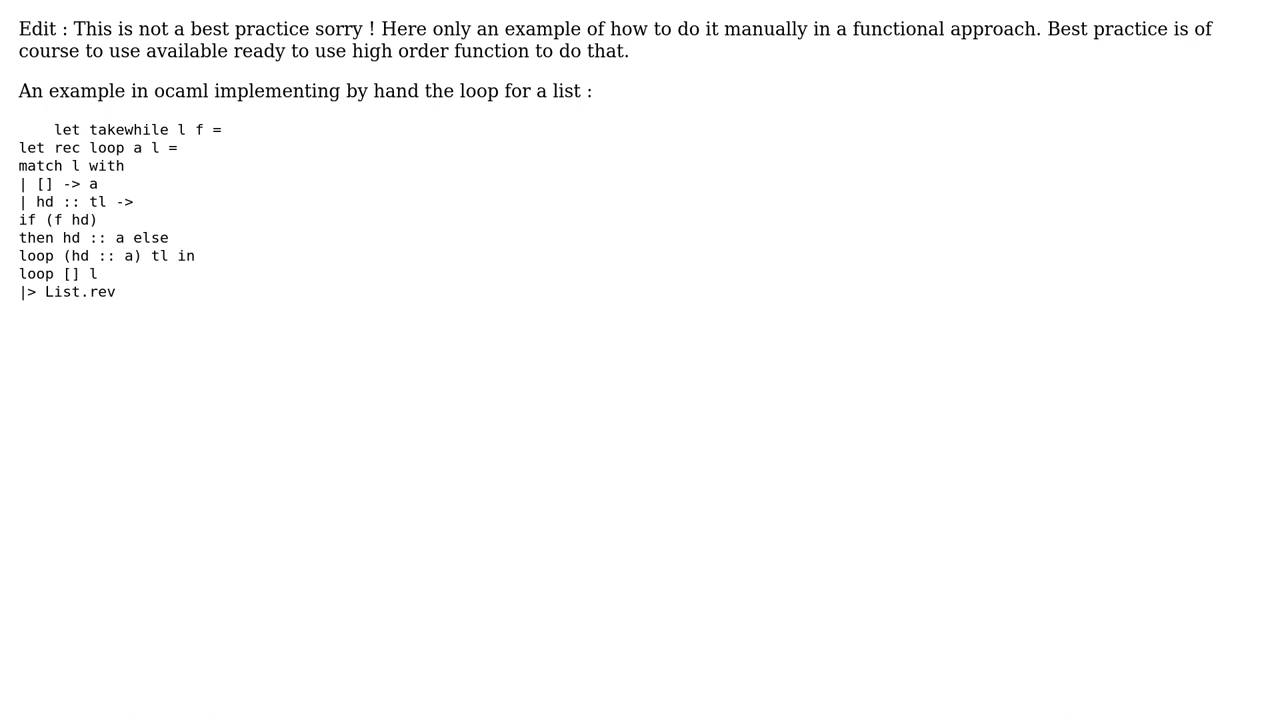 Edit : This is not a best practice sorry ! Here only an example of how to do it manually in a functional approach. Best practice is of
course to use available ready to use high order function to do that.
An example in ocaml implementing by hand the loop for a list :
    let takewhile l f =
let rec loop a l =
match l with
| [] -> a
| hd :: tl ->
if (f hd)
then hd :: a else
loop (hd :: a) tl in
loop [] l
|> List.rev